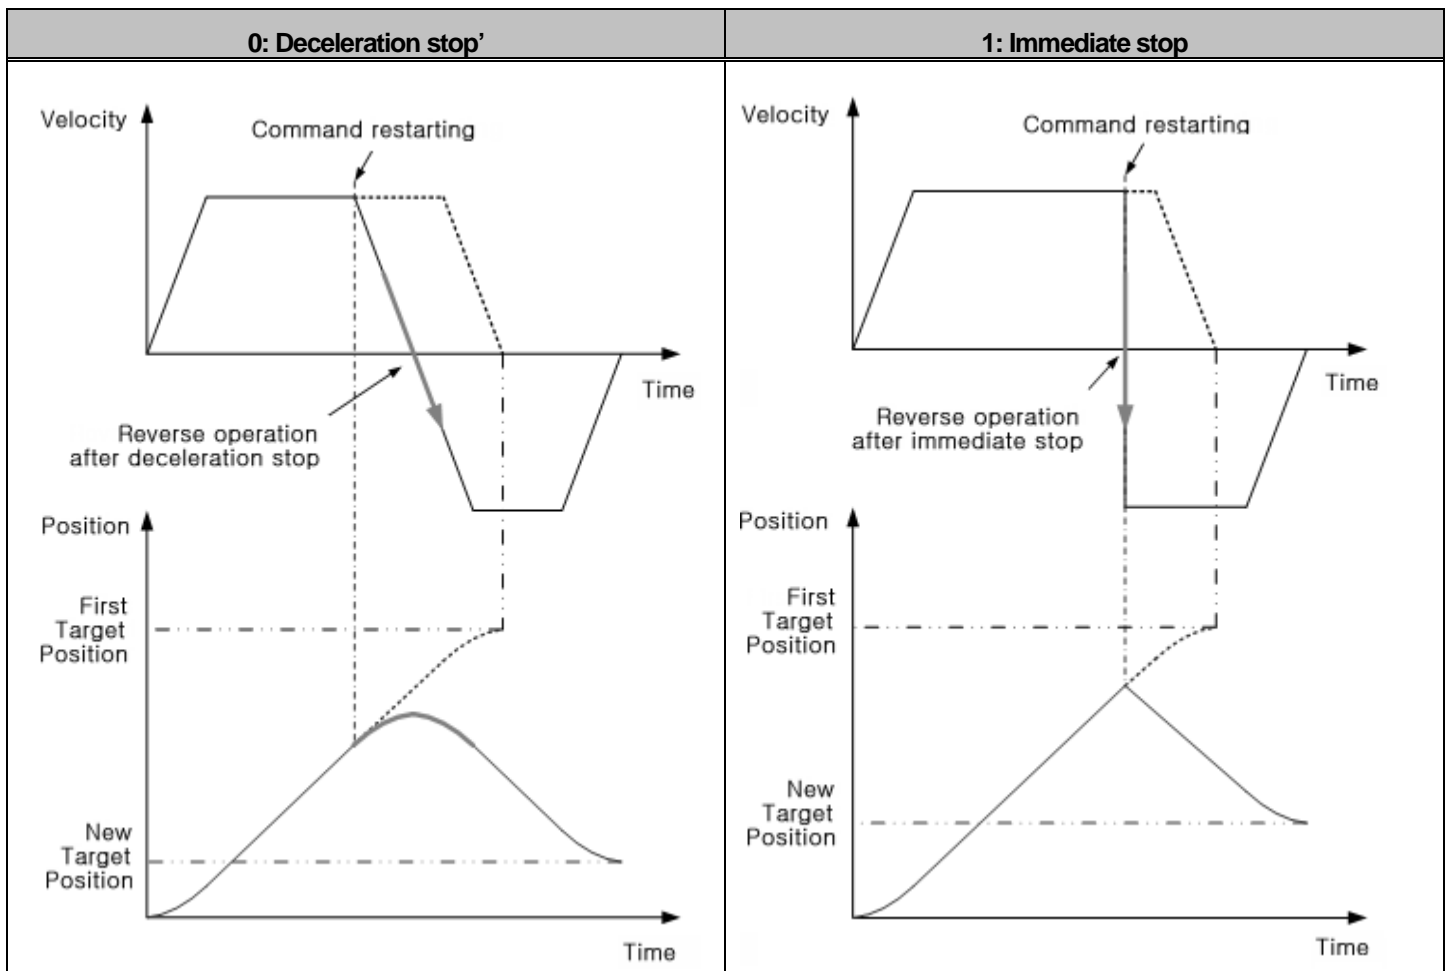 0: Deceleration stop’
1: Immediate stop
Velocity
Command restarting
Time
Reverse operation
after deceleration stop
Position
First
Target
Position
New
Target
Position
Time
Velocity
Command restarting
Time
Reverse operation
after immediate stop
Position
First
Target
Position
New
Target
Position
Time